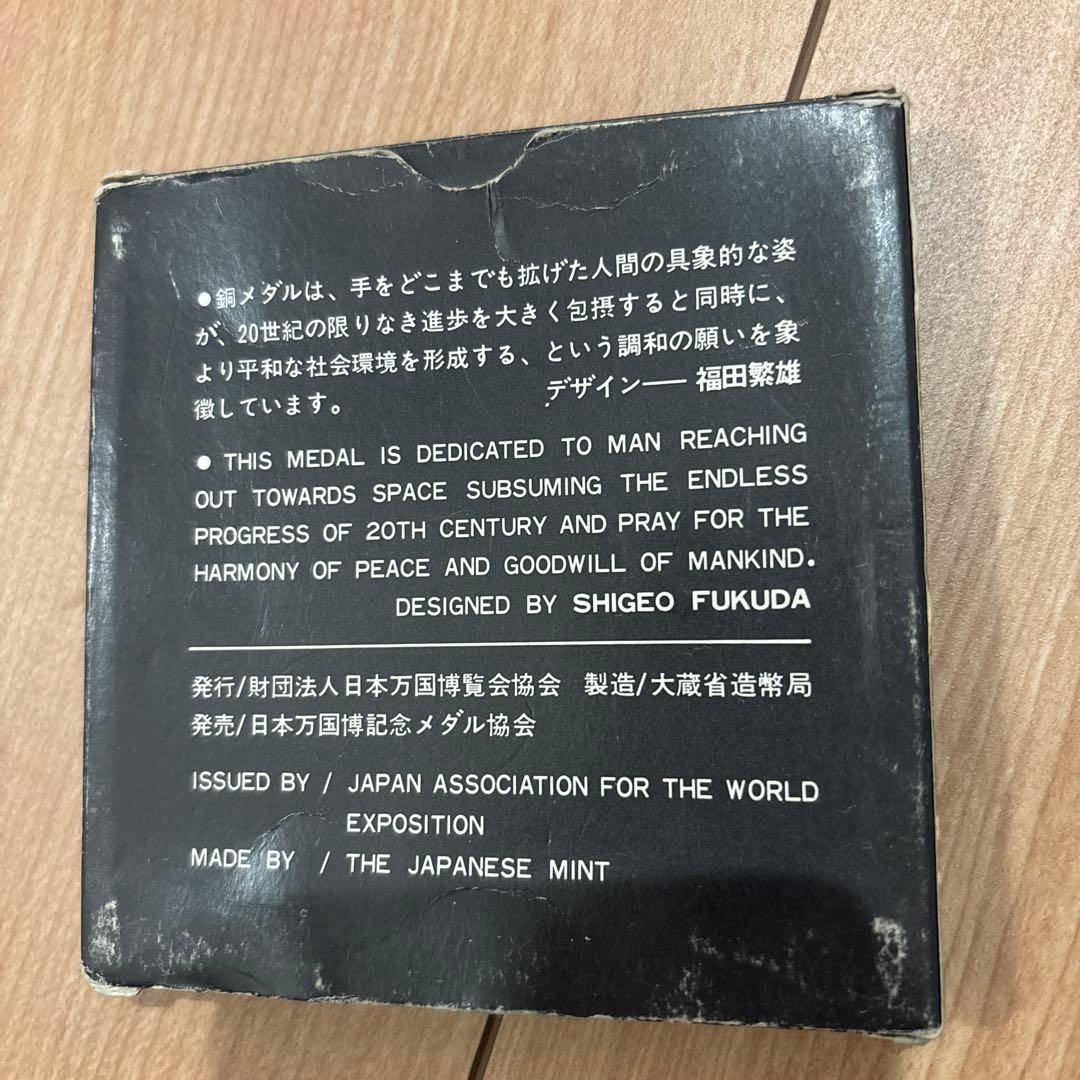 ●銅メダルは、手をどこまでも拡げた人間の具象的な姿
が、20世紀の限りなき進歩を大きく包摂すると同時に、
より平和な社会環境を形成する、という調和の願いを象
徴しています。 デザイン── 福田繁雄
● THIS MEDAL IS DEDICATED TO MAN REACHING
OUT TOWARDS SPACE SUBSUMING THE ENDLESS
PROGRESS OF 20TH CENTURY AND PRAY FOR THE
HARMONY OF PEACE AND GOODWILL OF MANKIND.
DESIGNED BY SHIGEO FUKUDA
発行/財団法人日本万国博覧会協会 製造/大蔵省造幣局
発売/日本万国博記念メダル協会
ISSUED BY / JAPAN ASSOCIATION FOR THE WORLD
EXPOSITION
MADE BY / THE JAPANESE MINT